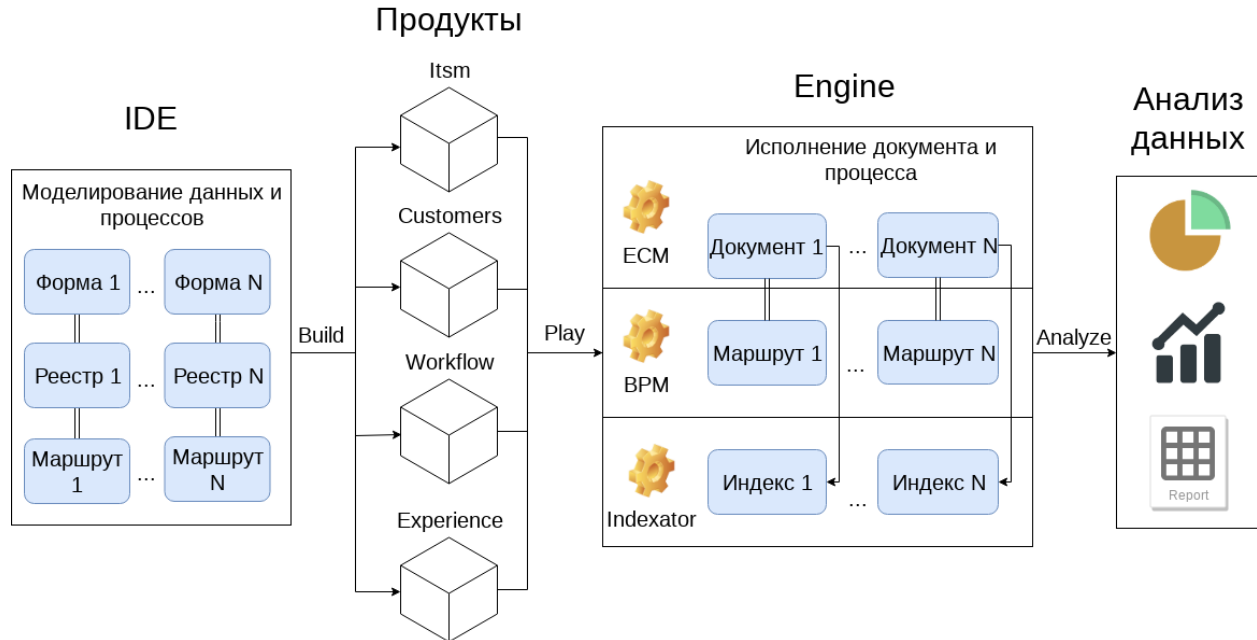 IDE
Моделирование данных и
процессов
Форма 1
...
Форма N
Реестр 1
...
Реестр N
Маршрут
1
...
Маршрут
N
Build
Продукты
Itsm
Customers
Workflow
Experience
Play
Engine
Исполнение документа и
процесса
ECM
Документ 1
...
Документ N
BPM
Маршрут 1
...
Маршрут N
Indexator
Индекс 1
...
Индекс N
Analyze
Анализ
данных
Report